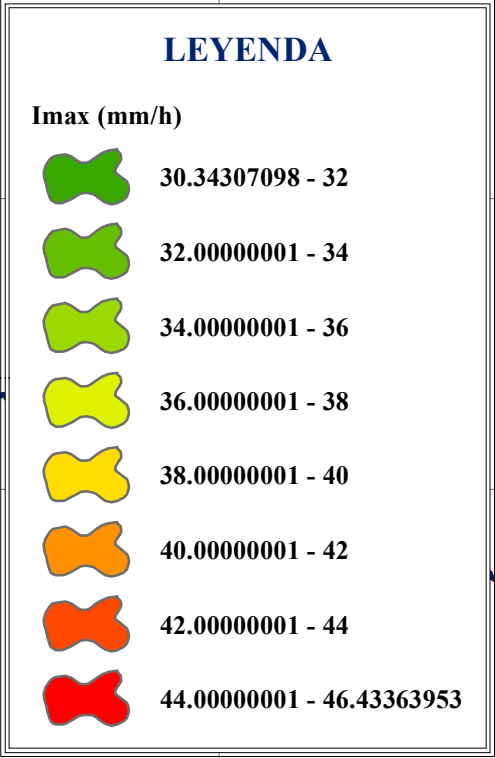 LEYENDA
Imax (mm/h)
30.34307098 - 32
32.00000001 - 34
34.00000001 - 36
36.00000001 - 38
38.00000001 - 40
40.00000001 - 42
42.00000001 - 44
44.00000001 - 46.43363953